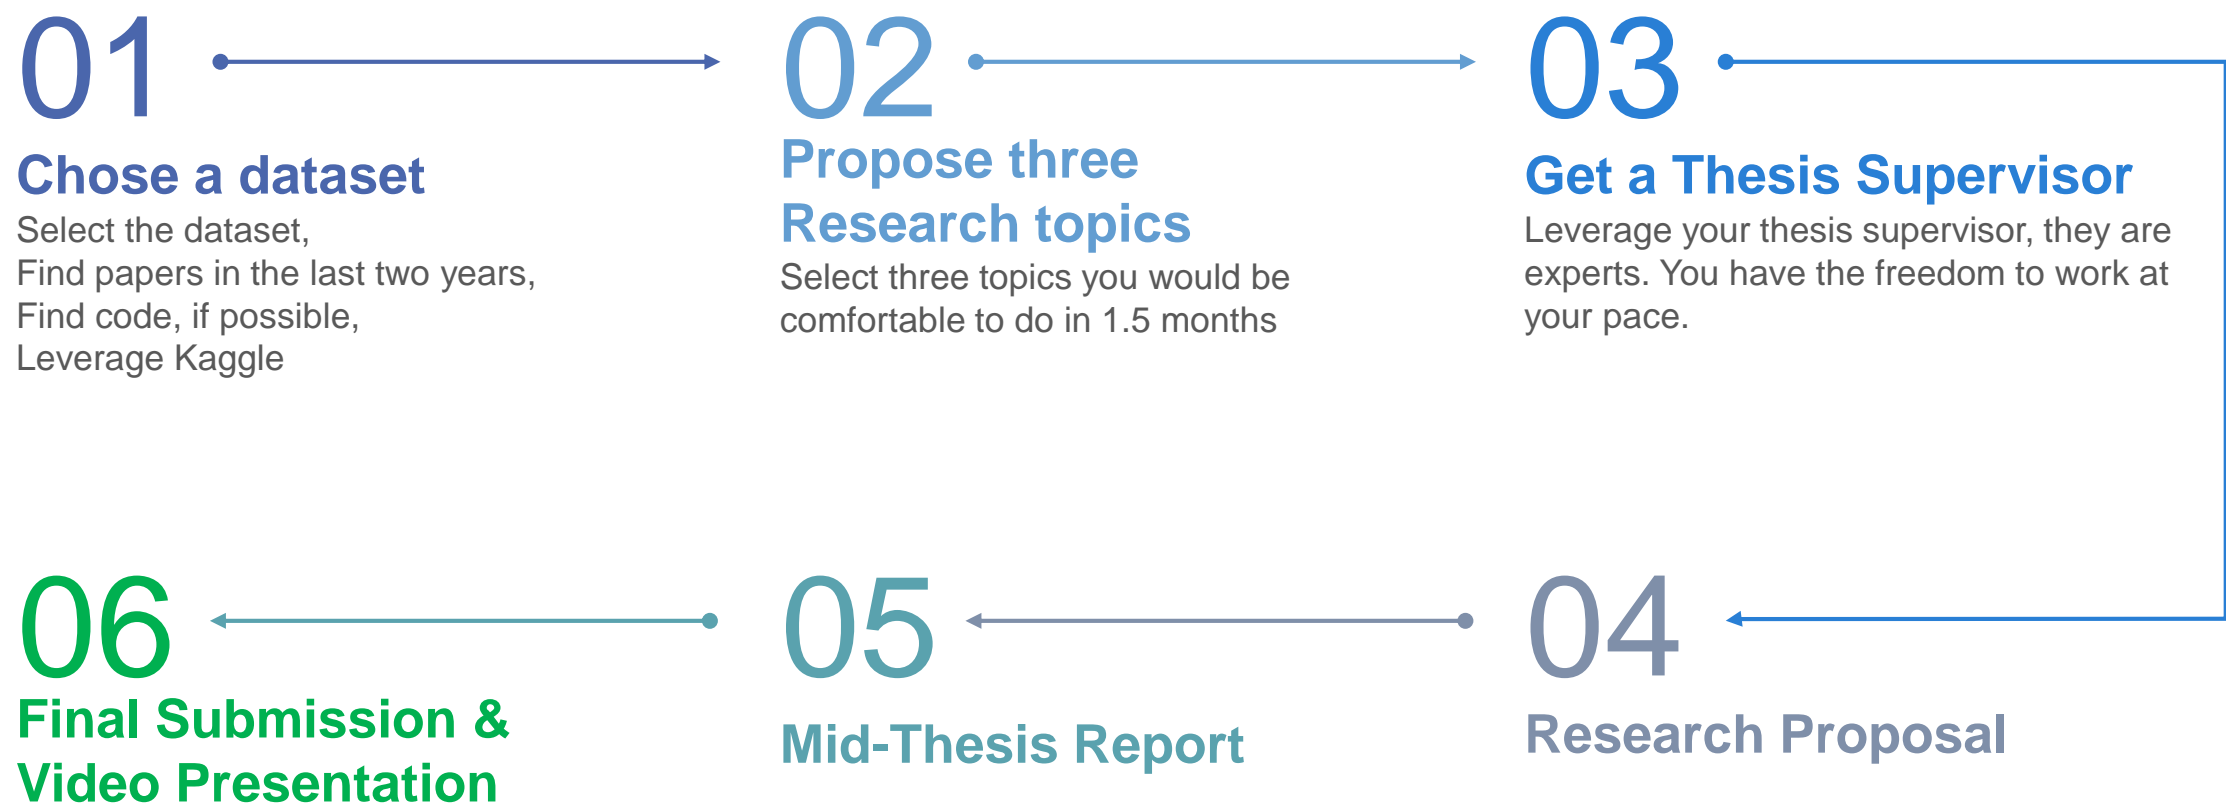 01
Chose a dataset
Select the dataset,
Find papers in the last two years,
Find code, if possible,
Leverage Kaggle
02
Propose three
Research topics
Select three topics you would be
comfortable to do in 1.5 months
03
Get a Thesis Supervisor
Leverage your thesis supervisor, they are
experts. You have the freedom to work at
your pace.
04
Research Proposal
05
Mid-Thesis Report
06
Final Submission &
Video Presentation